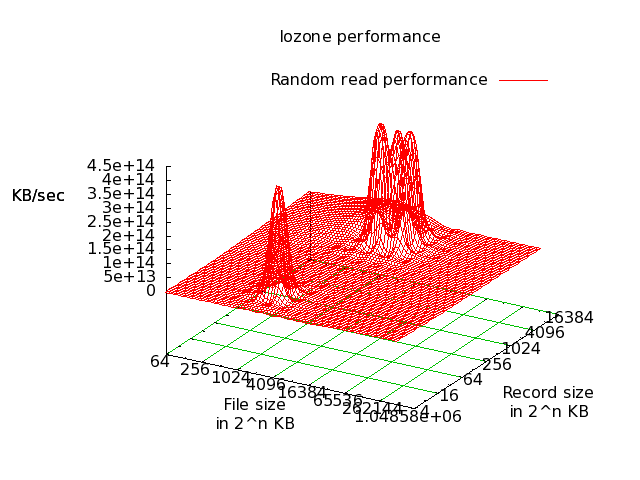 Iozone performance
Random read performance
4.5e+14
4e+14
3.5e+14
3e+14
2.5e+14
2e+14
1.5e+14
1e+14
5e+13
0
KB/sec
64
256
1024
4096
16384
65536
262144
1.04858e+06
File size
in 2^n KB
4
16
64
256
1024
4096
16384
Record size
in 2^n KB